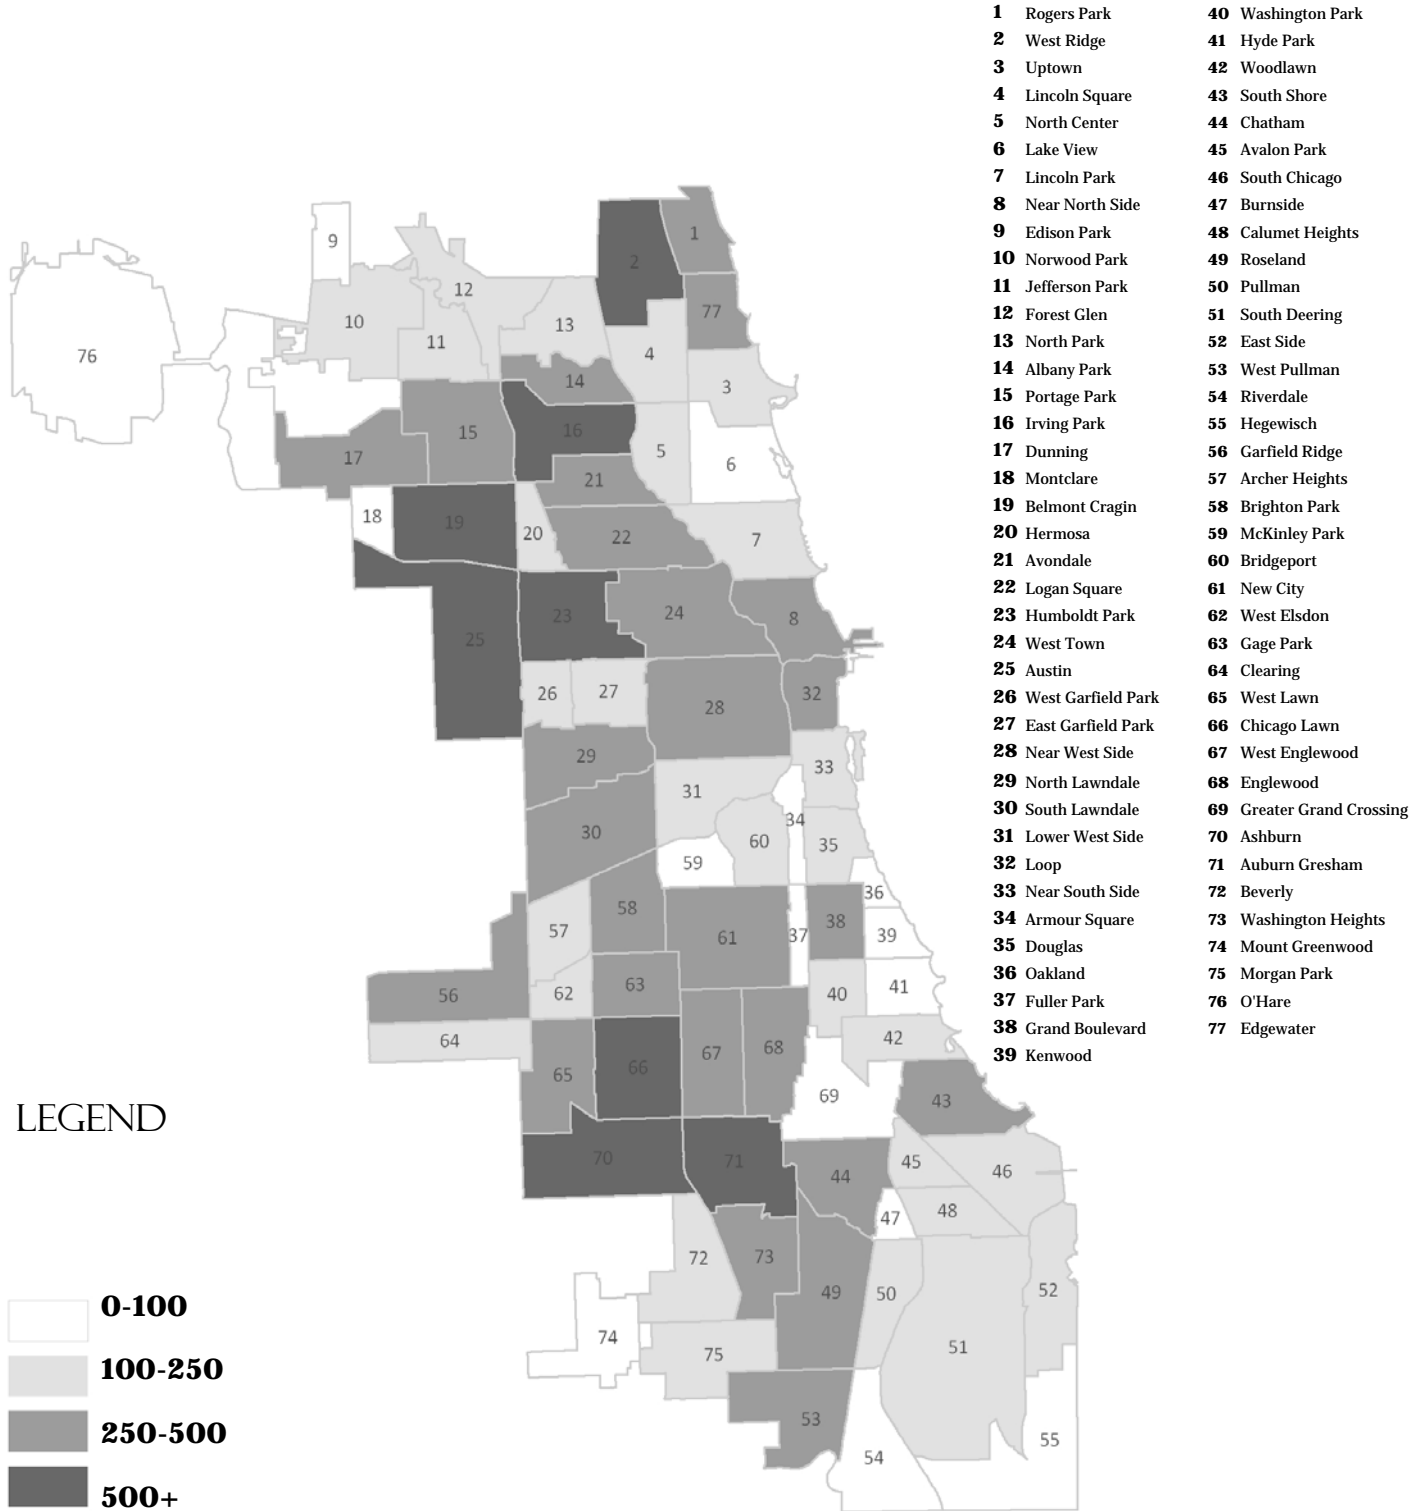 1 Rogers Park
2 West Ridge
3 Uptown
4 Lincoln Square
5 North Center
6 Lake View
7 Lincoln Park
8 Near North Side
9 Edison Park
10 Norwood Park
11 Jefferson Park
12 Forest Glen
13 North Park
14 Albany Park
15 Portage Park
16 Irving Park
17 Dunning
18 Montclare
19 Belmont Cragin
20 Hermosa
21 Avondale
22 Logan Square
23 Humboldt Park
24 West Town
25 Austin
26 West Garfield Park
27 East Garfield Park
28 Near West Side
29 North Lawndale
30 South Lawndale
31 Lower West Side
32 Loop
33 Near South Side
34 Armour Square
35 Douglas
36 Oakland
37 Fuller Park
38 Grand Boulevard
39 Kenwood
40 Washington Park
41 Hyde Park
42 Woodlawn
43 South Shore
44 Chatham
45 Avalon Park
46 South Chicago
47 Burnside
48 Calumet Heights
49 Roseland
50 Pullman
51 South Deering
52 East Side
53 West Pullman
54 Riverdale
55 Hegewisch
56 Garfield Ridge
57 Archer Heights
58 Brighton Park
59 McKinley Park
60 Bridgeport
61 New City
62 West Elsdon
63 Gage Park
64 Clearing
65 West Lawn
66 Chicago Lawn
67 West Englewood
68 Englewood
69 Greater Grand Crossing
70 Ashburn
71 Auburn Gresham
72 Beverly
73 Washington Heights
74 Mount Greenwood
75 Morgan Park
76 O'Hare
77 Edgewater
1
9
2
12
77
10
13
11
4
76
14
3
15
16
5
17
6
21
18
19
20
22
7
23
24
8
25
26
27
32
28
29
33
31
34
30
60
35
59
36
58
38
57
61
37
39
63
41
62
40
56
42
64
67
68
66
65
69
43
70
71
45
46
44
48
47
72
73
52
49
50
74
51
75
53
55
54
LEGEND
0-100
100-250
250-500
500+